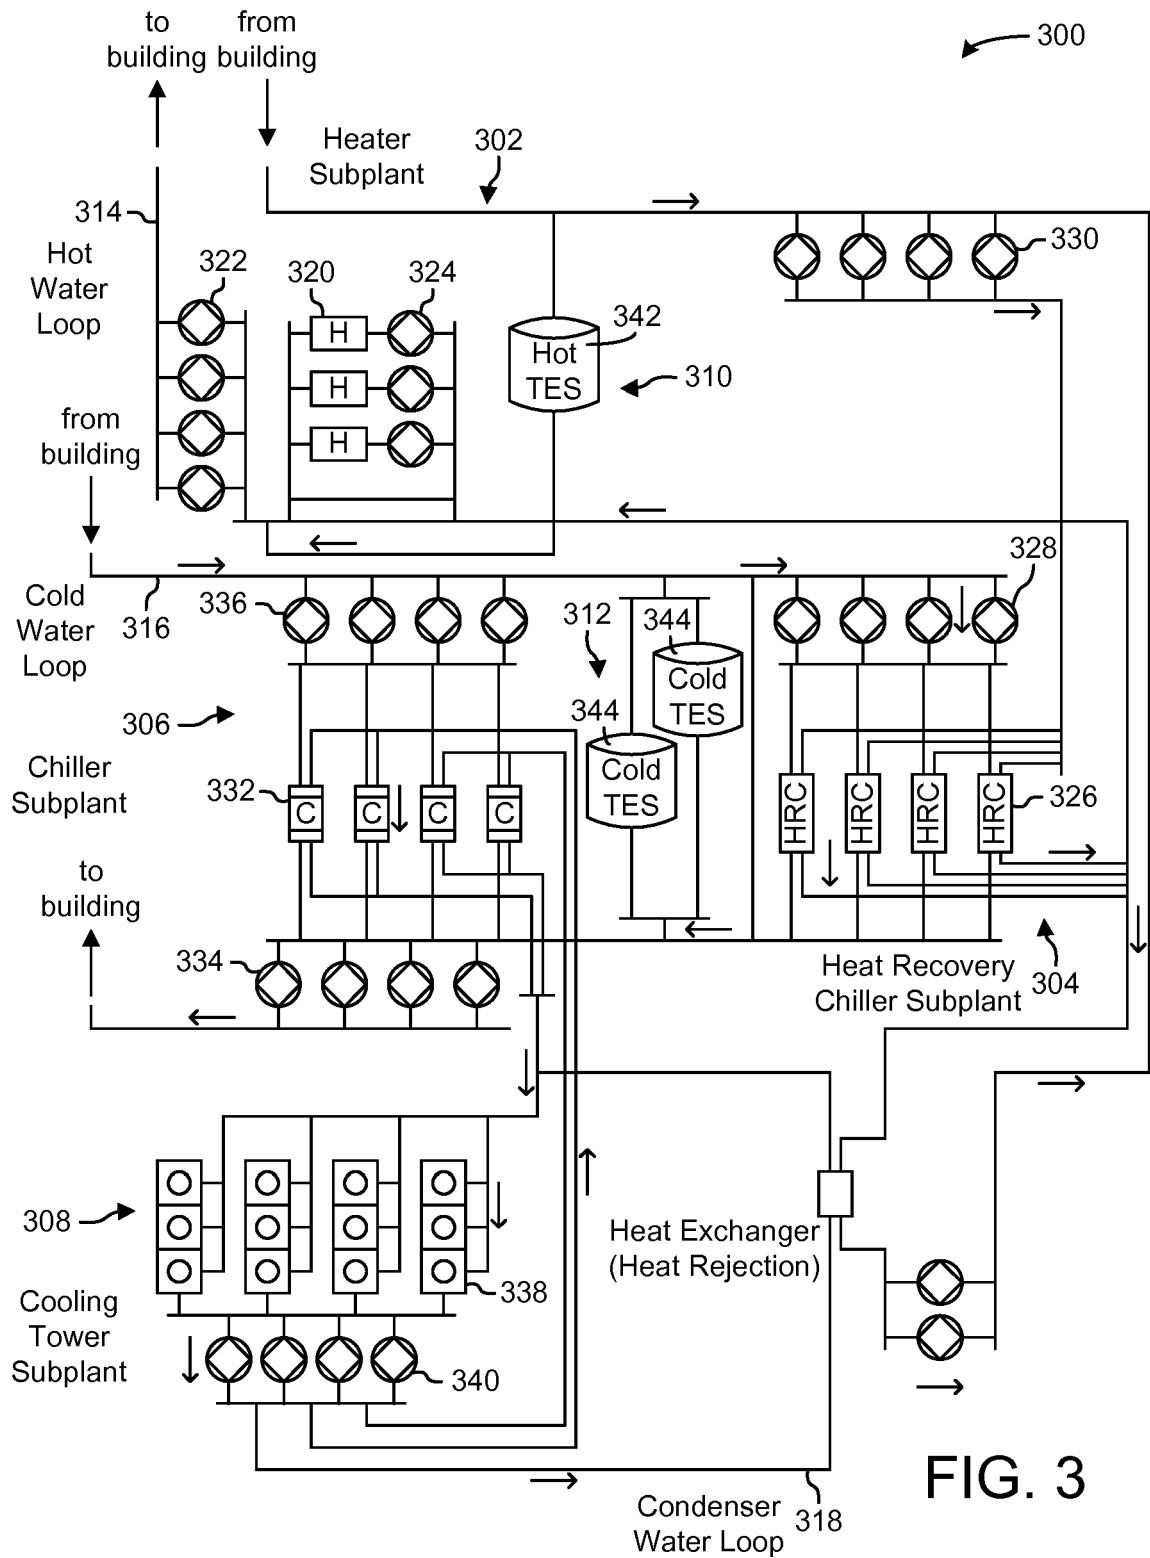 to
building
from
building
300
Heater
Subplant
302
314
Hot
Water
Loop
322
320
324
330
H
H
H
342
Hot
TES
310
from
building
Cold
Water
Loop
316
336
328
312
344
Cold
TES
344
Cold
TES
306
Chiller
Subplant
332
C
C
C
C
HRC
HRC
HRC
HRC
326
to
building
334
Heat Recovery
Chiller Subplant
304
308
Heat Exchanger
(Heat Rejection)
338
Cooling
Tower
Subplant
340
Condenser
Water Loop
318
FIG. 3